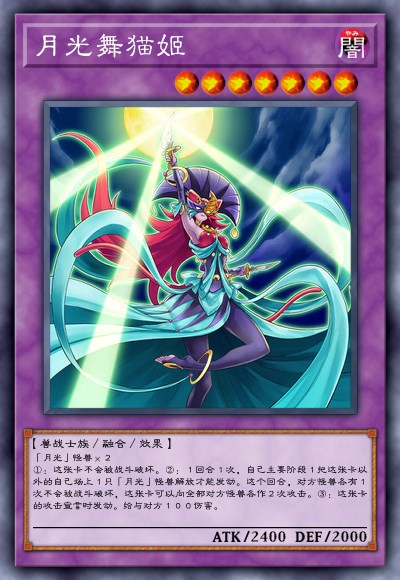 月光舞猫姬
やみ
闇
【兽战士族／融合／效果】
「月光」怪兽×2
①：这张卡不会被战斗破坏。②：1回合1次，自己主要阶段1把这张卡以
外的自己场上1只「月光」怪兽解放才能发动。这个回合，对方怪兽各有1
次不会被战斗破坏，这张卡可以向全部对方怪兽各作2次攻击。③：这张卡
的攻击宣言时发动。给与对方100伤害。
ATK/2400 DEF/2000